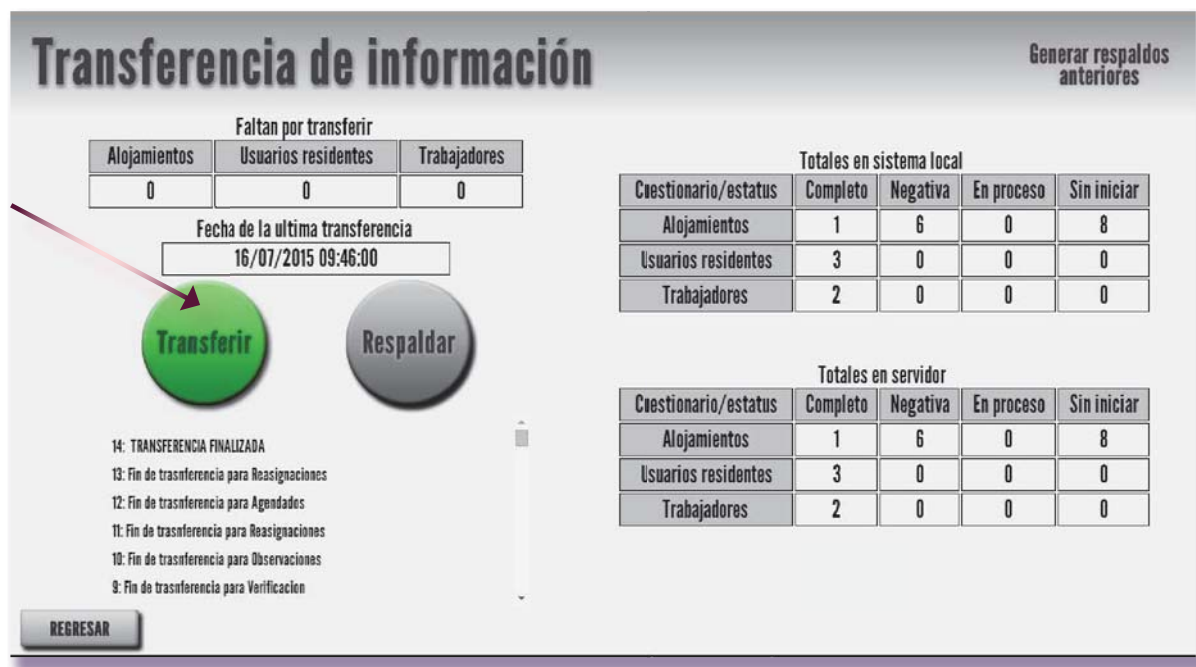 Transferencia de información
Generar respaldos
anteriores
Faltan por transferir
Alojamientos Usuarios residentes Trabajadores
0 0 0
Fecha de la ultima transferencia
16/07/2015 09:46:00
Transferir
Respaldar
14: TRANSFERENCIA FINALIZADA
13: Fin de trasnferencia para Reasignaciones
12: Fin de trasnferencia para Agendados
11: Fin de trasnferencia para Reasignaciones
10: Fin de trasnferencia para Observaciones
9: Fin de trasnferencia para Verificacion
REGRESAR
Totales en sistema local
Cuestionario/estatus Completo Negativa En proceso Sin iniciar
Alojamientos 1 6 0 8
Usuarios residentes 3 0 0 0
Trabajadores 2 0 0 0
Totales en servidor
Cuestionario/estatus Completo Negativa En proceso Sin iniciar
Alojamientos 1 6 0 8
Usuarios residentes 3 0 0 0
Trabajadores 2 0 0 0